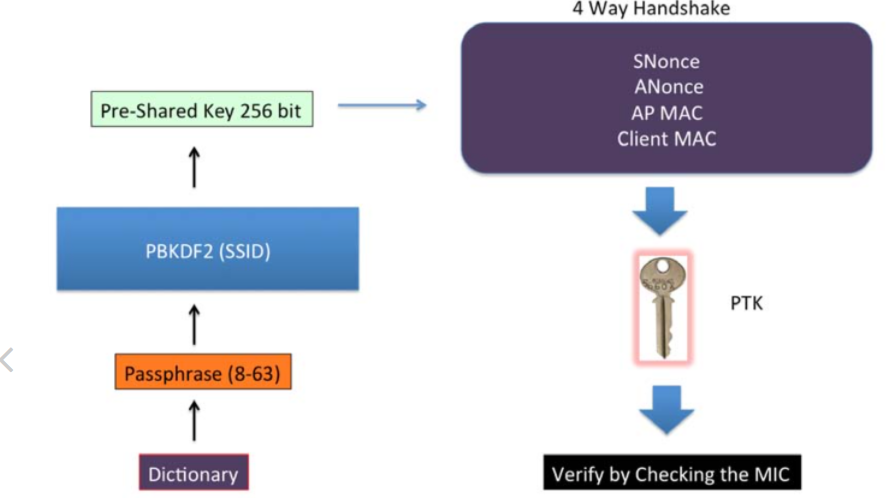 4 Way Handshake
SNonce
ANonce
AP MAC
Client MAC
Pre-Shared Key 256 bit
PBKDF2 (SSID)
Passphrase (8-63)
Dictionary
PTK
Verify by Checking the MIC